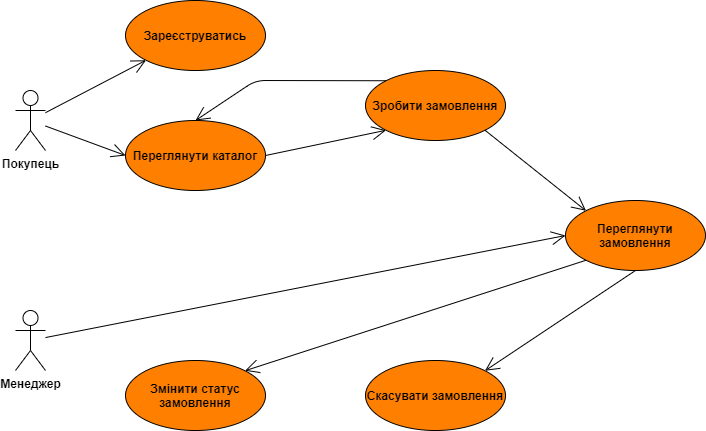 Зареєструватись
Зробити замовлення
Переглянути каталог
Покупець
Переглянути
замовлення
Менеджер
Змінити статус
замовлення
Скасувати замовлення